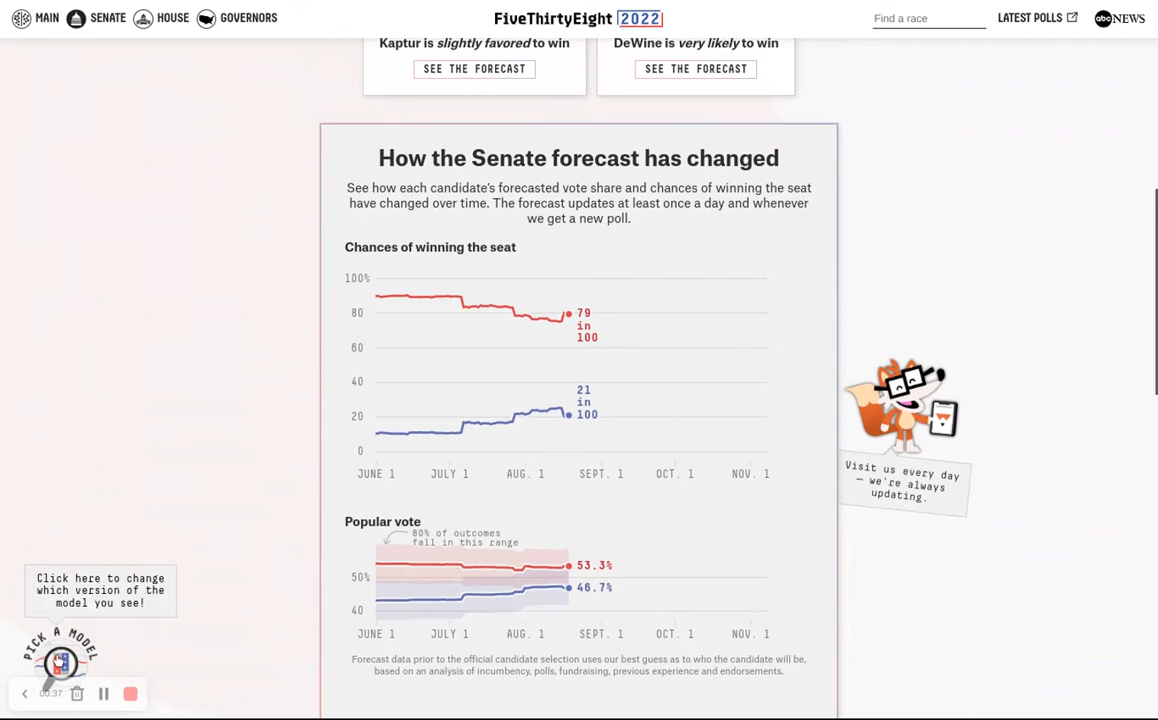 MAIN SENATE HOUSE GOVERNORS FiveThirtyEight 2022 Find a race LATEST POLLS abc NEWS
Kaptur is slightly favored to win
SEE THE FORECAST
DeWine is very likely to win
SEE THE FORECAST
How the Senate forecast has changed
See how each candidate's forecasted vote share and chances of winning the seat
have changed over time. The forecast updates at least once a day and whenever
we get a new poll.
Chances of winning the seat
100%
80
60
40
20
0
79
in
100
21
in
100
JUNE 1 JULY 1 AUG. 1 SEPT. 1 OCT. 1 NOV. 1
Visit us every day
– we're always
updating.
Popular vote
80% of outcomes
fall in this range
53.3%
50%
46.7%
40
JUNE 1 JULY 1 AUG. 1 SEPT. 1 OCT. 1 NOV. 1
Forecast data prior to the official candidate selection uses our best guess as to who the candidate will be,
based on an analysis of incumbency, polls, fundraising, previous experience and endorsements.
Click here to change
which version of the
model you see!
PICK A MODEL
00:37